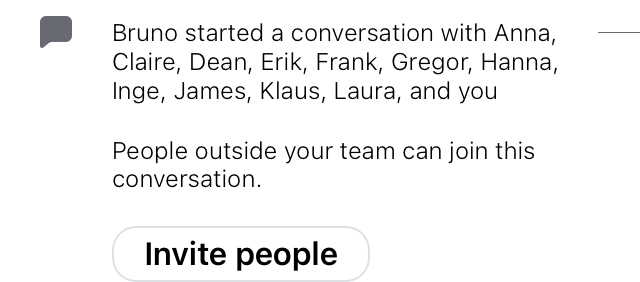 Bruno started a conversation with Anna,
Claire, Dean, Erik, Frank, Gregor, Hanna,
Inge, James, Klaus, Laura, and you
People outside your team can join this
conversation.
Invite people